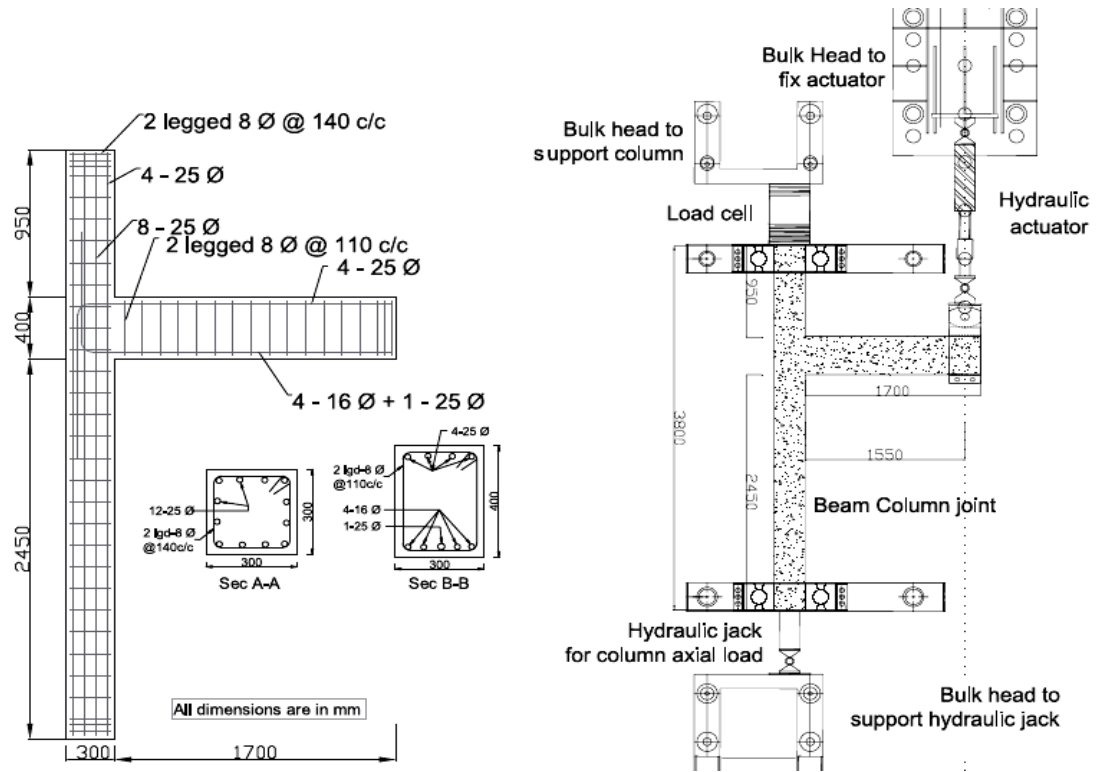 2 legged 8 Ø @ 140 c/c
4 - 25 Ø
8 - 25 Ø
2 legged 8 Ø @ 110 c/c
4 - 25 Ø
950
400
2450
4 - 16 Ø + 1 - 25 Ø
12-25 Ø
2 lgd-8 Ø
@140c/c
300
300
Sec A-A
4-25 Ø
2 lgd-8 Ø
@110c/c
4-16 Ø
1-25 Ø
400
300
Sec B-B
All dimensions are in mm
300
1700
Bulk Head to
fix actuator
Bulk head to
support column
Load cell
Hydraulic
actuator
950
1700
3800
1550
2450
Beam Column joint
Hydraulic jack
for column axial load
Bulk head to
support hydraulic jack